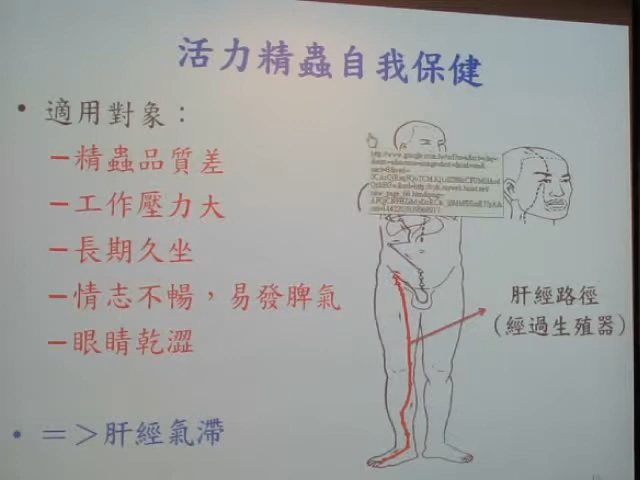 活力精蟲自我保健
• 適用對象：
–精蟲品質差
–工作壓力大
–長期久坐
–情志不暢，易發脾氣
–眼睛乾澀
• ＝＞肝經氣滯
肝經路徑
（經過生殖器）